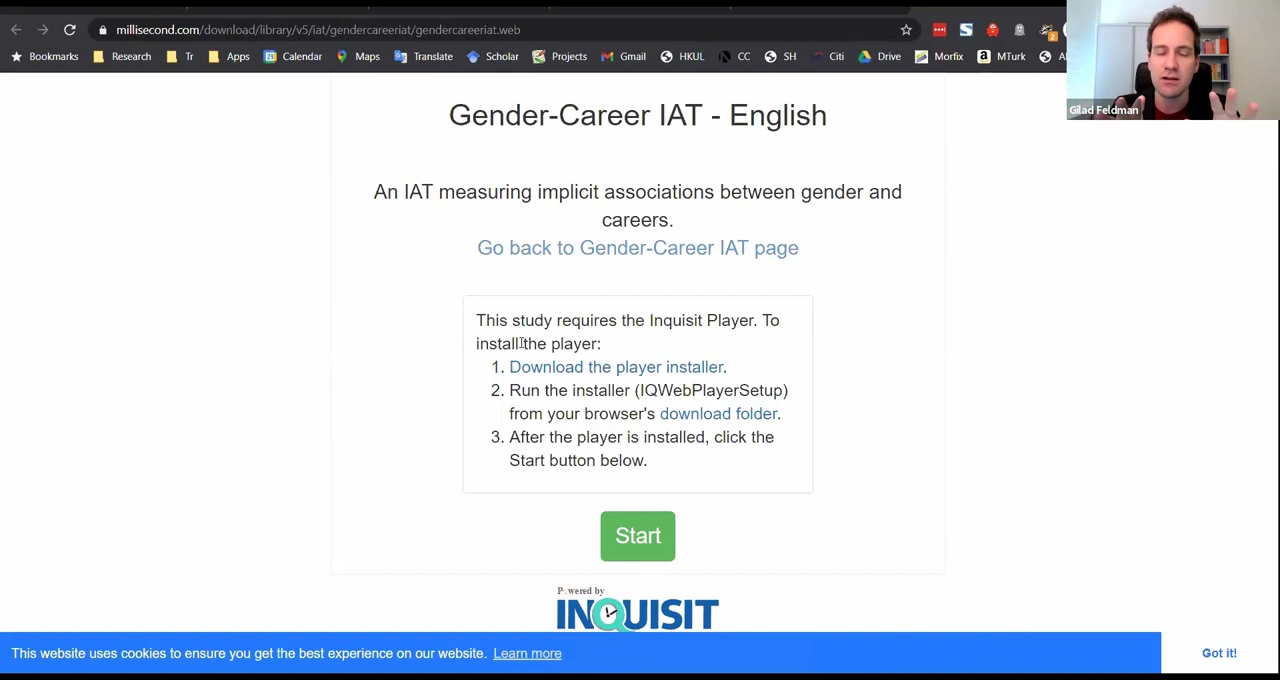 millisecond.com/download/library/v5/iat/gendercareeriat/gendercareeriat.web
Bookmarks Research Tr Apps Calendar Maps Translate Scholar Projects Gmail HKUL CC SH Citi Drive Morfix MTurk
Gilad Feldman
Gender-Career IAT - English
An IAT measuring implicit associations between gender and
careers.
Go back to Gender-Career IAT page
This study requires the Inquisit Player. To
install the player:
1. Download the player installer.
2. Run the installer (IQWebPlayerSetup)
from your browser's download folder.
3. After the player is installed, click the
Start button below.
Start
Powered by
INQUISIT
This website uses cookies to ensure you get the best experience on our website. Learn more
Got it!